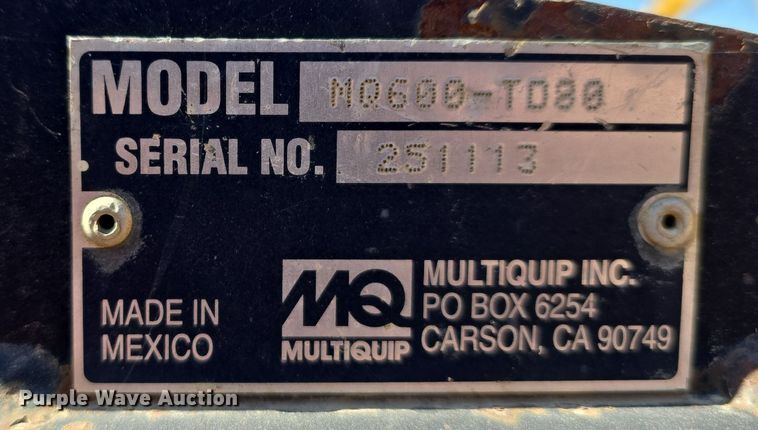 MODEL MQ600-TD80
SERIAL NO. 251113
MADE IN
MEXICO
MQ
MULTIQUIP
MULTIQUIP INC.
PO BOX 6254
CARSON, CA 90749
Purple Wave Auction